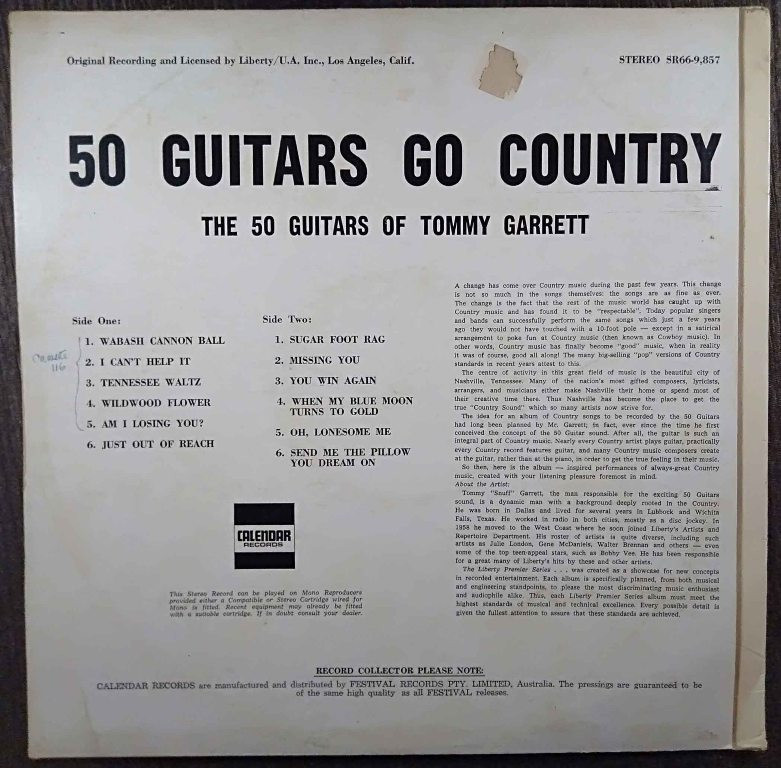 Original Recording and Licensed by Liberty/U.A. Inc., Los Angeles, Calif.
STEREO SR66-9,857
50 GUITARS GO COUNTRY
THE 50 GUITARS OF TOMMY GARRETT
Side One:
1. WABASH CANNON BALL
2. I CAN'T HELP IT
3. TENNESSEE WALTZ
4. WILDWOOD FLOWER
5. AM I LOSING YOU?
6. JUST OUT OF REACH
116
Side Two:
1. SUGAR FOOT RAG
2. MISSING YOU
3. YOU WIN AGAIN
4. WHEN MY BLUE MOON
TURNS TO GOLD
5. OH, LONESOME ME
6. SEND ME THE PILLOW
YOU DREAM ON
A change has come over Country music during the past few years. This change
is not so much in the songs themselves: the songs are as fine as ever.
The change is the fact that the rest of the music world has caught up with
Country music and has found it to be "respectable". Today popular singers
and bands can successfully perform the same songs which just a few years
ago they would not have touched with a 10-foot pole — except in a satirical
arrangement to poke fun at Country music (then known as Cowboy music). In
other words, Country music has finally become "good" music, when in reality
it was of course, good all along! The many big-selling "pop" versions of Country
standards in recent years attest to this.
The centre of activity in this great field of music is the beautiful city of
Nashville, Tennessee. Many of the nation's most gifted composers, lyricists,
arrangers, and musicians either make Nashville their home or spend most of
their creative time there. Thus Nashville has become the place to get the
true "Country Sound" which so many artists now strive for.
The idea for an album of Country songs to be recorded by the 50 Guitars
had long been planned by Mr. Garrett; in fact, ever since the time he first
conceived the concept of the 50 Guitar sound. After all, the guitar is such an
integral part of Country music. Nearly every Country artist plays guitar, practically
every Country record features guitar, and many Country music composers create
at the guitar, rather than at the piano, in order to get the true feeling in their music.
So then, here is the album — inspired performances of always-great Country
music, created with your listening pleasure foremost in mind.
About the Artist:
Tommy "Snuff" Garrett, the man responsible for the exciting 50 Guitars
sound, is a dynamic man with a background deeply rooted in the Country.
He was born in Dallas and lived for several years in Lubbock and Wichita
Falls, Texas. He worked in radio in both cities, mostly as a disc jockey. In
1958 he moved to the West Coast where he soon joined Liberty's Artists and
Repertoire Department. His roster of artists is quite diverse, including such
artists as Julie London, Gene McDaniels, Walter Brennan and others — even
some of the top teen-appeal stars, such as Bobby Vee. He has been responsible
for a great many of Liberty's hits by these and other artists.
The Liberty Premier Series . . . was created as a showcase for new concepts
in recorded entertainment. Each album is specifically planned, from both musical
and engineering standpoints, to please the most discriminating music enthusiast
and audiophile alike. Thus, each Liberty Premier Series album must meet the
highest standards of musical and technical excellence. Every possible detail is
given the fullest attention to assure that these standards are achieved.
CALENDAR
RECORDS
This Stereo Record can be played on Mono Reproducers
provided either a Compatible or Stereo Cartridge wired for
Mono is fitted. Recent equipment may already be fitted
with a suitable cartridge. If in doubt consult your dealer.
RECORD COLLECTOR PLEASE NOTE:
CALENDAR RECORDS are manufactured and distributed by FESTIVAL RECORDS PTY. LIMITED, Australia. The pressings are guaranteed to be
of the same high quality as all FESTIVAL releases.